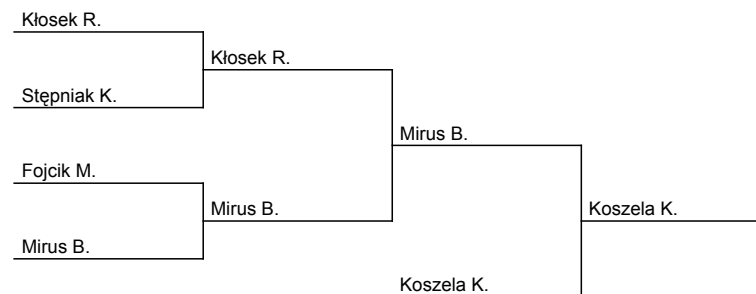 Kłosek R.
Kłosek R.
Stępniak K.
Mirus B.
Fojcik M.
Mirus B.
Koszela K.
Mirus B.
Koszela K.